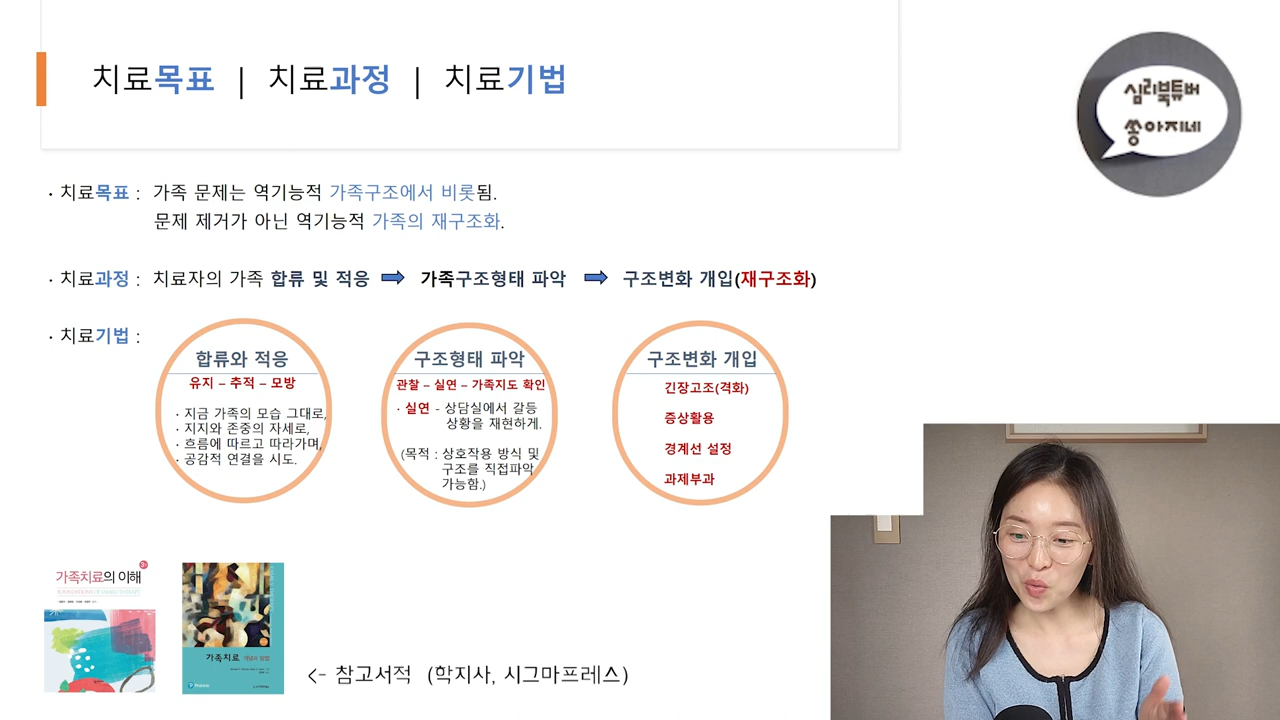 치료목표 | 치료과정 | 치료기법
심리북튜버
쏭아지네
· 치료목표 : 가족 문제는 역기능적 가족구조에서 비롯됨.
문제 제거가 아닌 역기능적 가족의 재구조화.
· 치료과정 : 치료자의 가족 합류 및 적응 ➡ 가족구조형태 파악 ➡ 구조변화 개입(재구조화)
· 치료기법 :
합류와 적응
유지 – 추적 – 모방
· 지금 가족의 모습 그대로,
· 지지와 존중의 자세로,
· 흐름에 따르고 따라가며,
· 공감적 연결을 시도.
구조형태 파악
관찰 – 실연 – 가족지도 확인
· 실연 - 상담실에서 갈등
상황을 재현하게.
(목적 : 상호작용 방식 및
구조를 직접파악
가능함.)
구조변화 개입
긴장고조(격화)
증상활용
경계선 설정
과제부과
가족치료의 이해
가족치료 개념과 방법
<- 참고서적 (학지사, 시그마프레스)